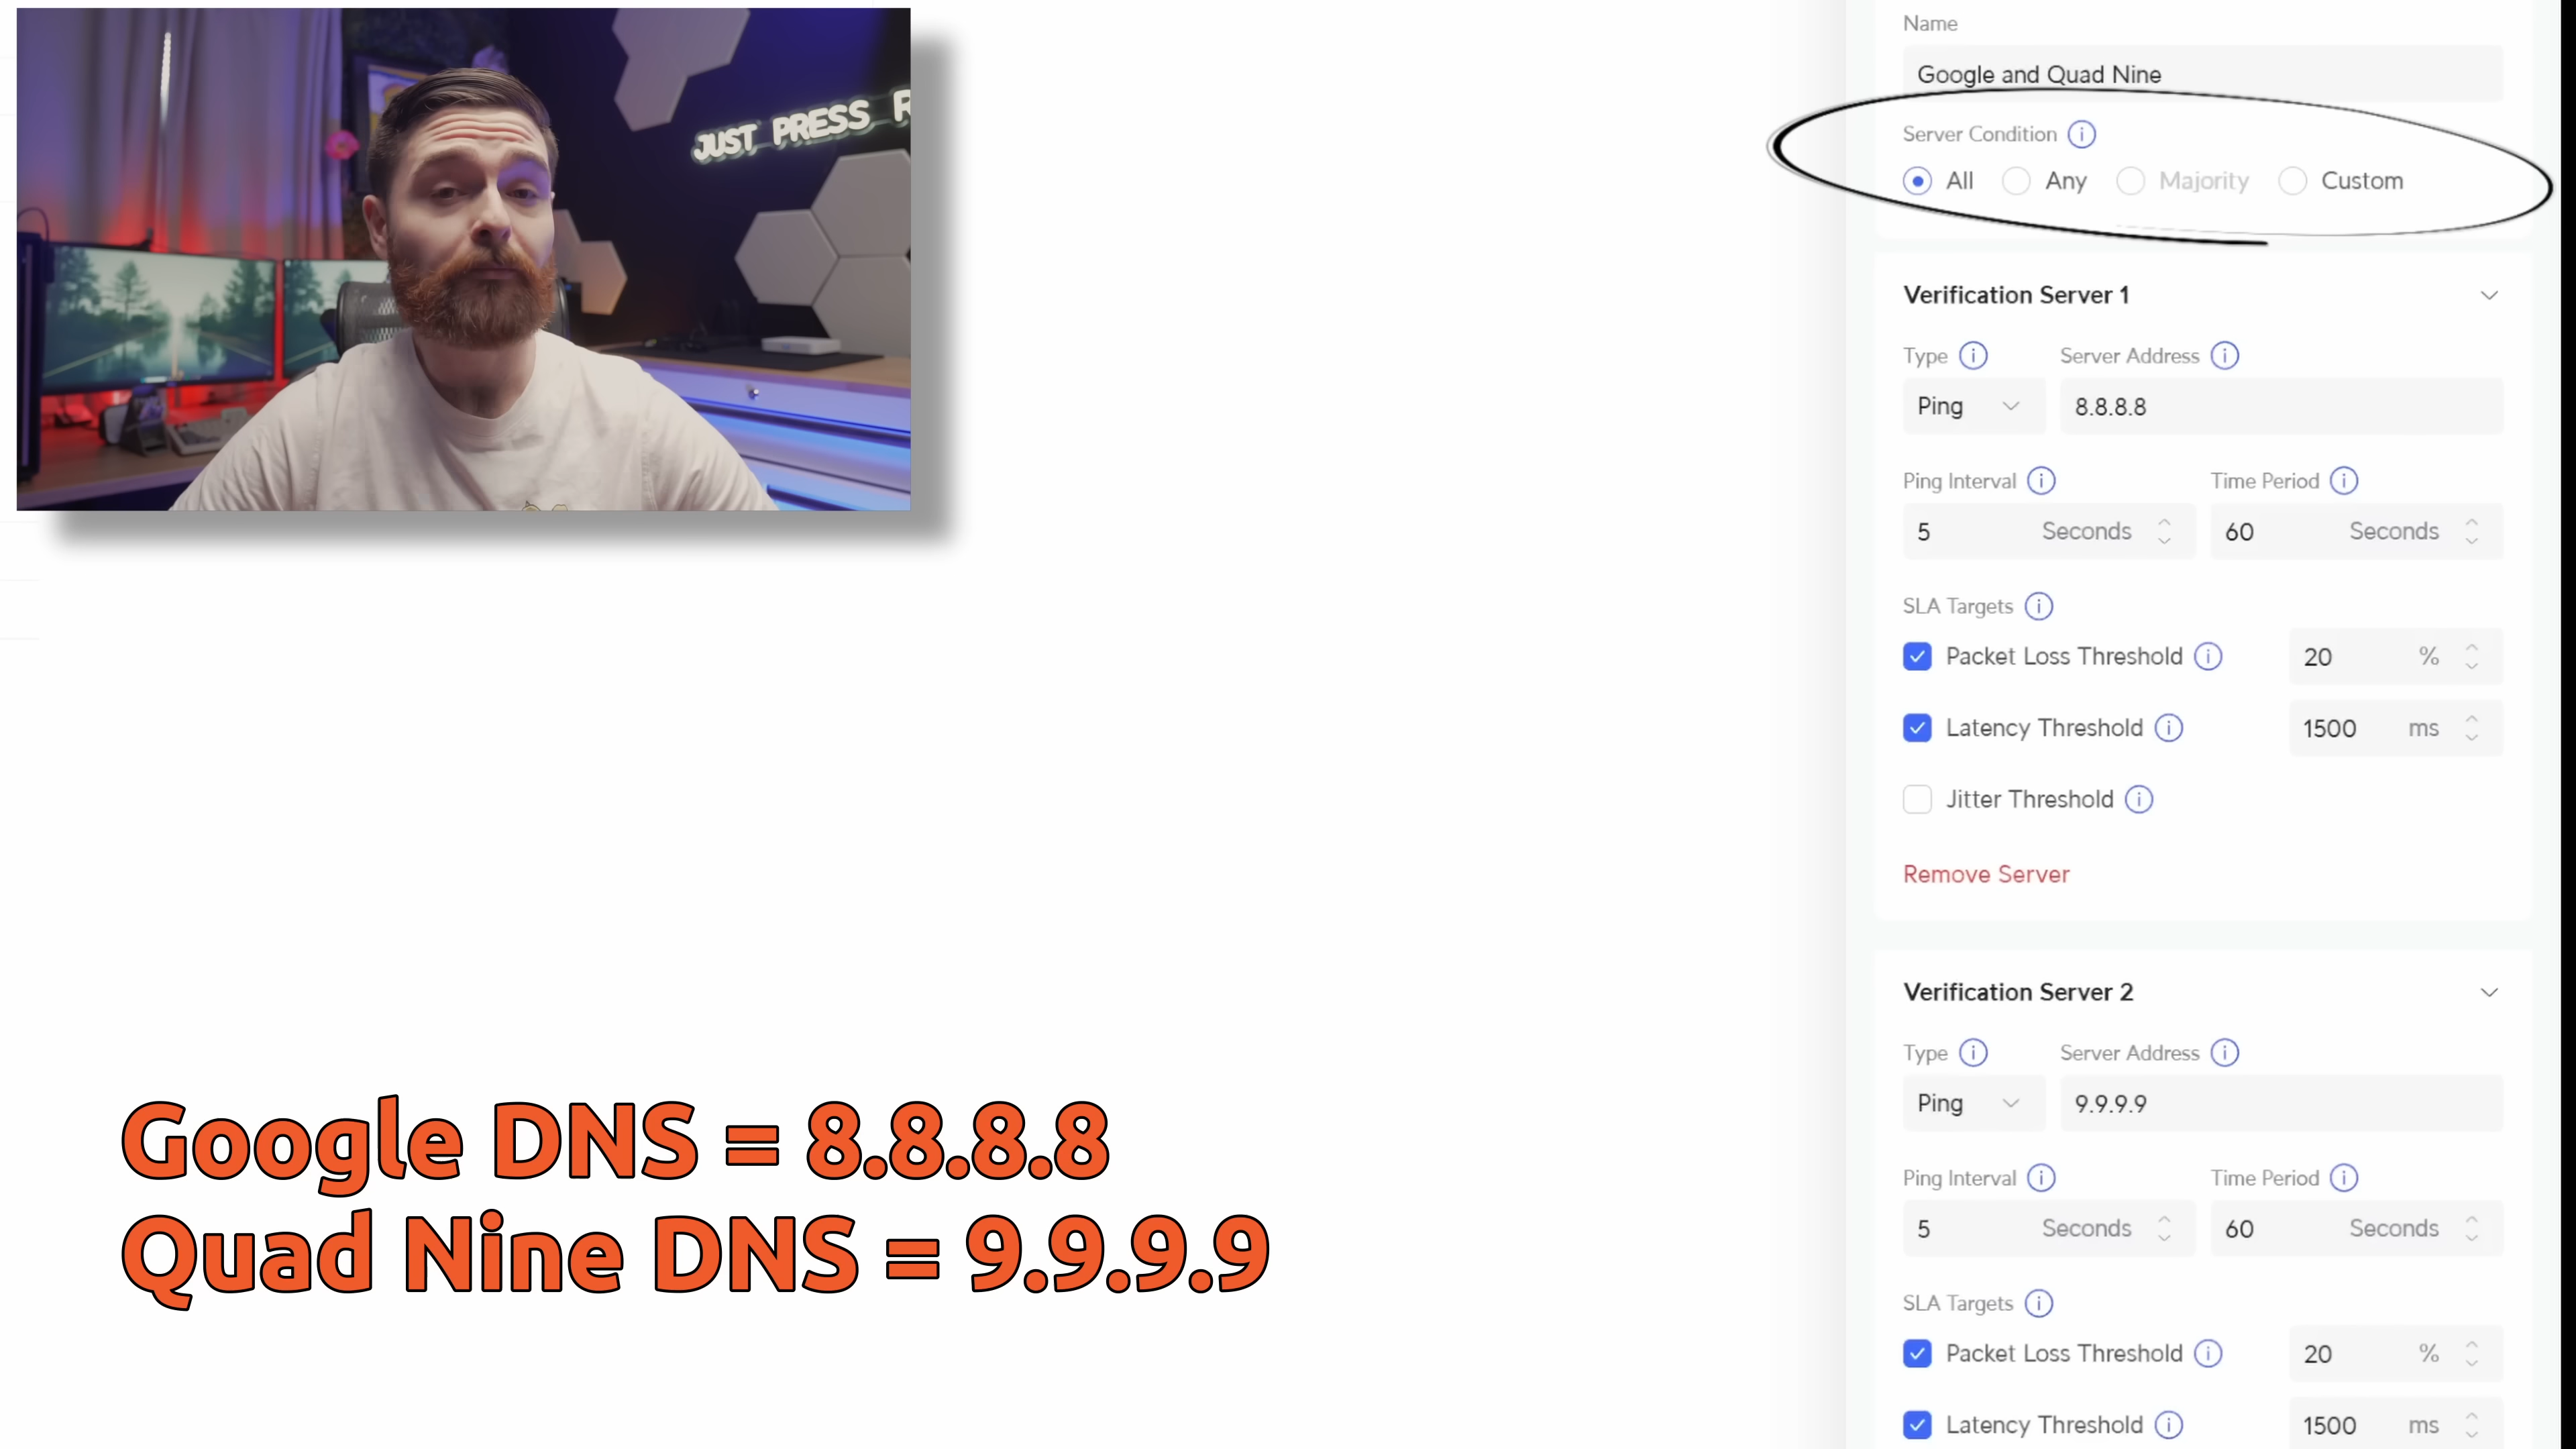 JUST PRESS R
Name
Google and Quad Nine
Server Condition
All Any Majority Custom
Verification Server 1
Type Server Address
Ping 8.8.8.8
Ping Interval Time Period
5 Seconds 60 Seconds
SLA Targets
Packet Loss Threshold 20 %
Latency Threshold 1500 ms
Jitter Threshold
Remove Server
Verification Server 2
Type Server Address
Ping 9.9.9.9
Ping Interval Time Period
5 Seconds 60 Seconds
SLA Targets
Packet Loss Threshold 20 %
Latency Threshold 1500 ms
Google DNS = 8.8.8.8
Quad Nine DNS = 9.9.9.9